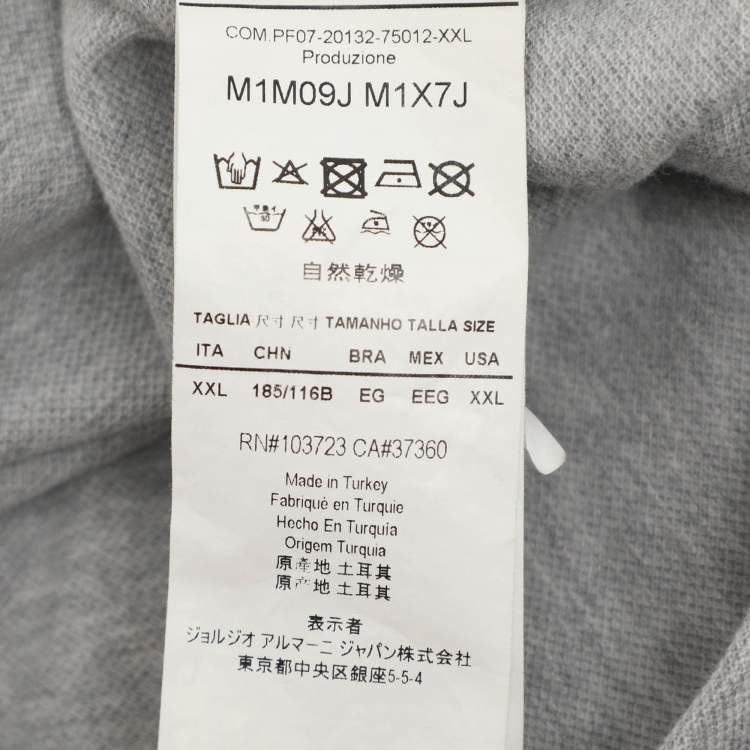 COM.PF07-20132-75012-XXL
Produzione
M1M09J M1X7J
自然乾燥
TAGLIA 尺寸 尺寸 TAMANHO TALLA SIZE
ITA CHN BRA MEX USA
XXL 185/116B EG EEG XXL
RN#103723 CA#37360
Made in Turkey
Fabriquè en Turquie
Hecho En Turquía
Origem Turquia
原產地 土耳其
原产地 土耳其
表示者
ジョルジオ アルマーニ ジャパン株式会社
東京都中央区銀座5-5-4